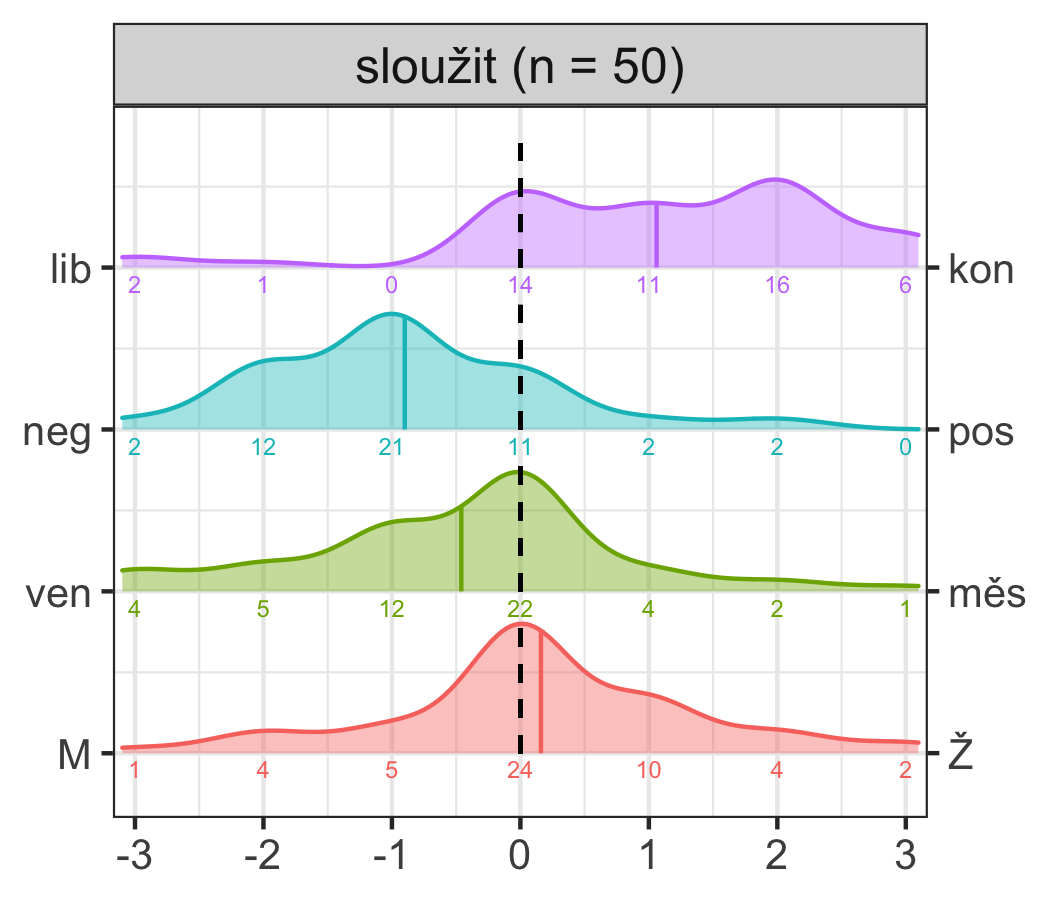 sloužit (n = 50)
lib kon
2 1 0 14 11 16 6
neg pos
2 12 21 11 2 2 0
ven měs
4 5 12 22 4 2 1
M Ž
1 4 5 24 10 4 2
-3 -2 -1 0 1 2 3